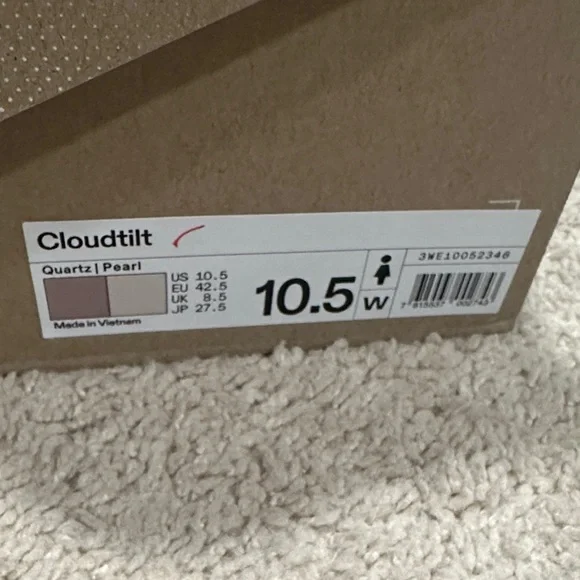 Cloudtilt
Quartz | Pearl
US 10.5
EU 42.5
UK 8.5
JP 27.5
Made in Vietnam
10.5
W
3WE10052346